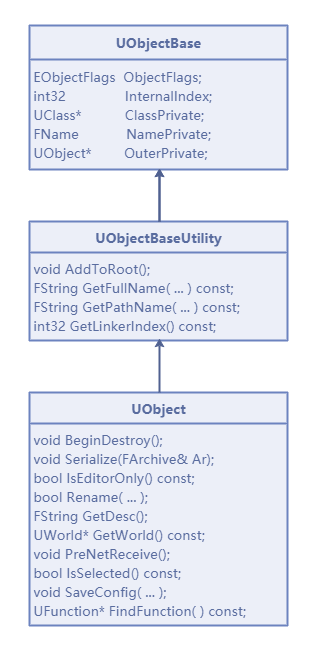 UObjectBase
EObjectFlags ObjectFlags;
int32 InternalIndex;
UClass* ClassPrivate;
FName NamePrivate;
UObject* OuterPrivate;
UObjectBaseUtility
void AddToRoot();
FString GetFullName( ... ) const;
FString GetPathName( ... ) const;
int32 GetLinkerIndex() const;
UObject
void BeginDestroy();
void Serialize(FArchive& Ar);
bool IsEditorOnly() const;
bool Rename( ... );
FString GetDesc();
UWorld* GetWorld() const;
void PreNetReceive();
bool IsSelected() const;
void SaveConfig( ... );
UFunction* FindFunction( ) const;